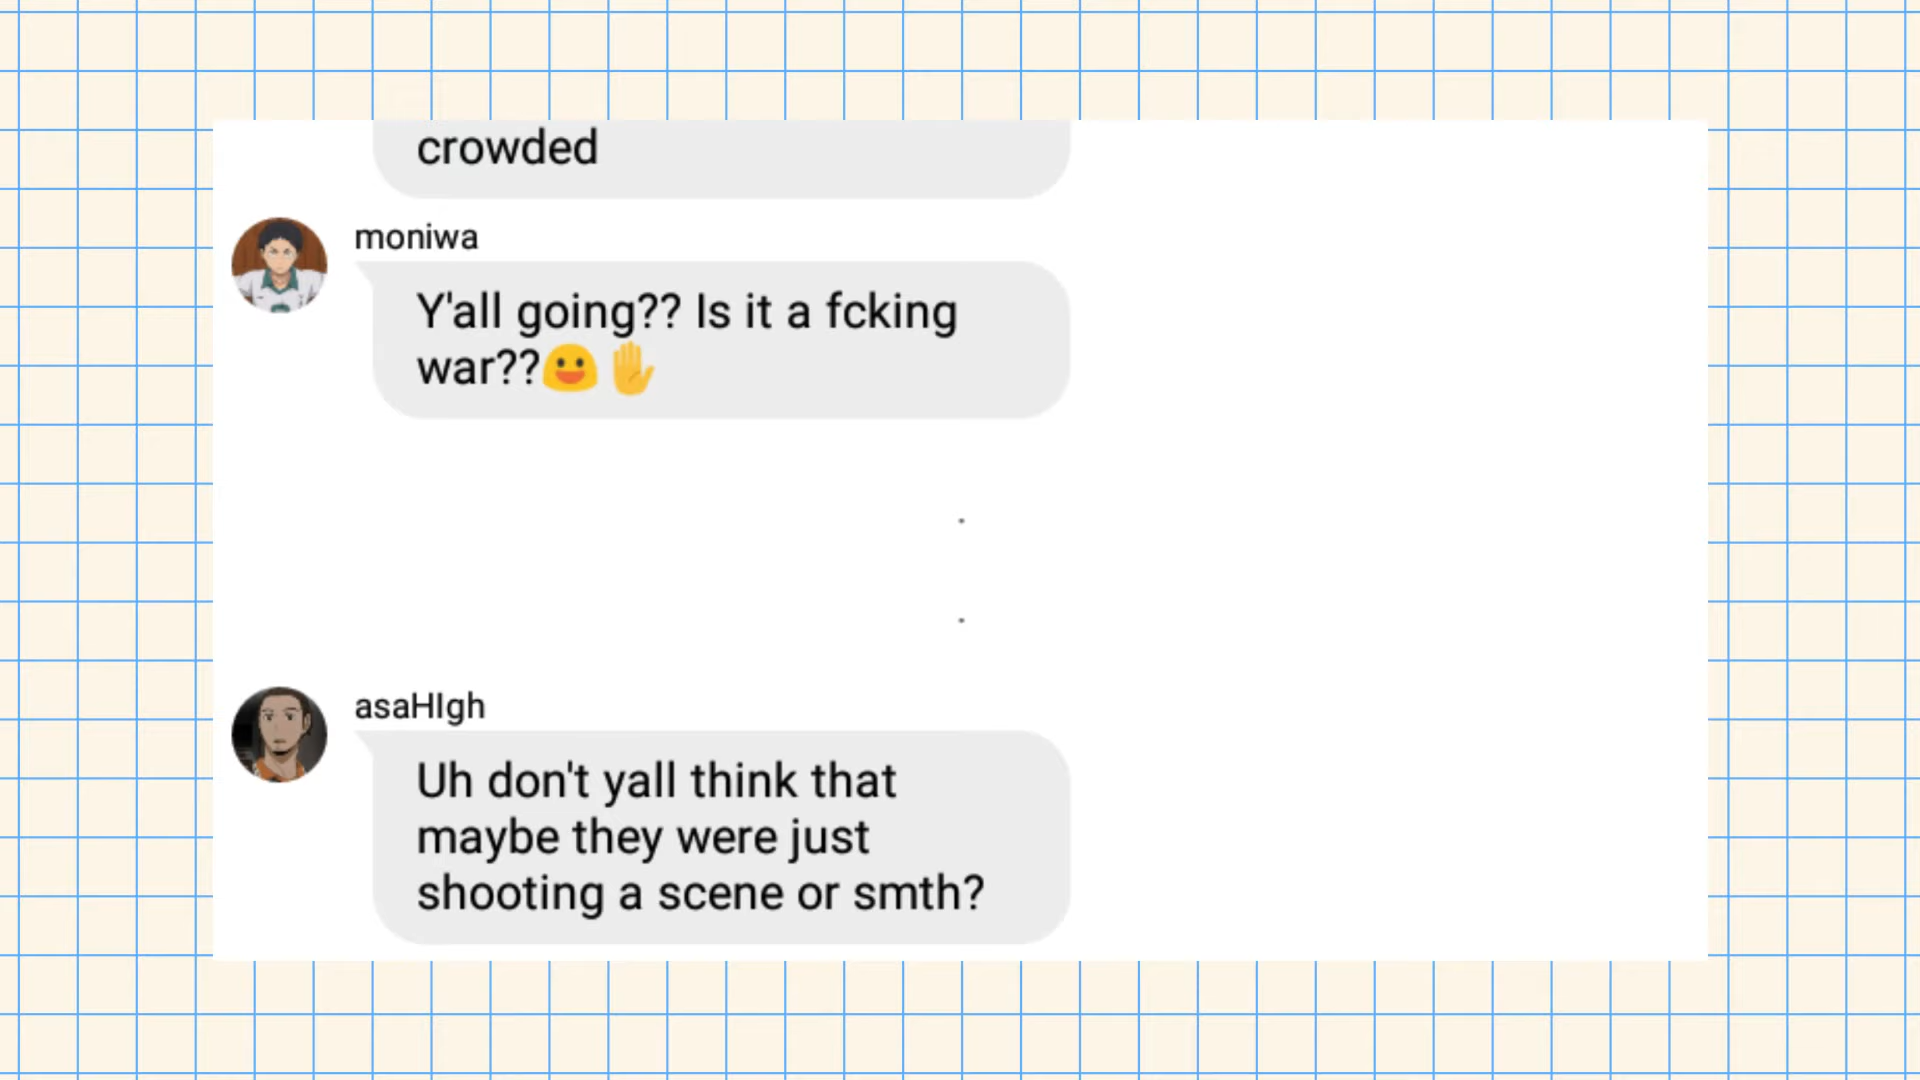 crowded
moniwa
Y'all going?? Is it a fcking
war??😃✋
.
.
asaHIgh
Uh don't yall think that
maybe they were just
shooting a scene or smth?